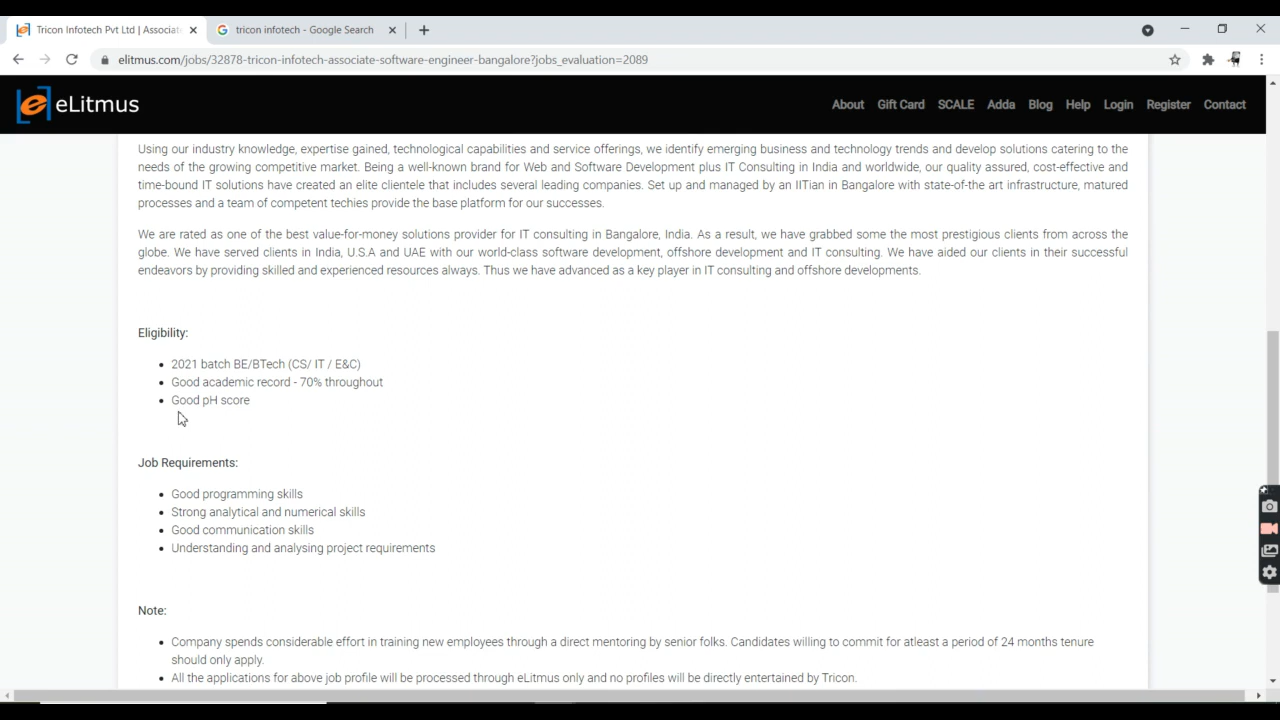 Tricon Infotech Pvt Ltd | Associat
tricon infotech - Google Search
elitmus.com/jobs/32878-tricon-infotech-associate-software-engineer-bangalore?jobs_evaluation=2089
eLitmus
About Gift Card SCALE Adda Blog Help Login Register Contact
Using our industry knowledge, expertise gained, technological capabilities and service offerings, we identify emerging business and technology trends and develop solutions catering to the
needs of the growing competitive market. Being a well-known brand for Web and Software Development plus IT Consulting in India and worldwide, our quality assured, cost-effective and
time-bound IT solutions have created an elite clientele that includes several leading companies. Set up and managed by an IITian in Bangalore with state-of-the art infrastructure, matured
processes and a team of competent techies provide the base platform for our successes.
We are rated as one of the best value-for-money solutions provider for IT consulting in Bangalore, India. As a result, we have grabbed some the most prestigious clients from across the
globe. We have served clients in India, U.S.A and UAE with our world-class software development, offshore development and IT consulting. We have aided our clients in their successful
endeavors by providing skilled and experienced resources always. Thus we have advanced as a key player in IT consulting and offshore developments.
Eligibility:
• 2021 batch BE/BTech (CS/ IT / E&C)
• Good academic record - 70% throughout
• Good pH score
Job Requirements:
• Good programming skills
• Strong analytical and numerical skills
• Good communication skills
• Understanding and analysing project requirements
Note:
• Company spends considerable effort in training new employees through a direct mentoring by senior folks. Candidates willing to commit for atleast a period of 24 months tenure
should only apply.
• All the applications for above job profile will be processed through eLitmus only and no profiles will be directly entertained by Tricon.